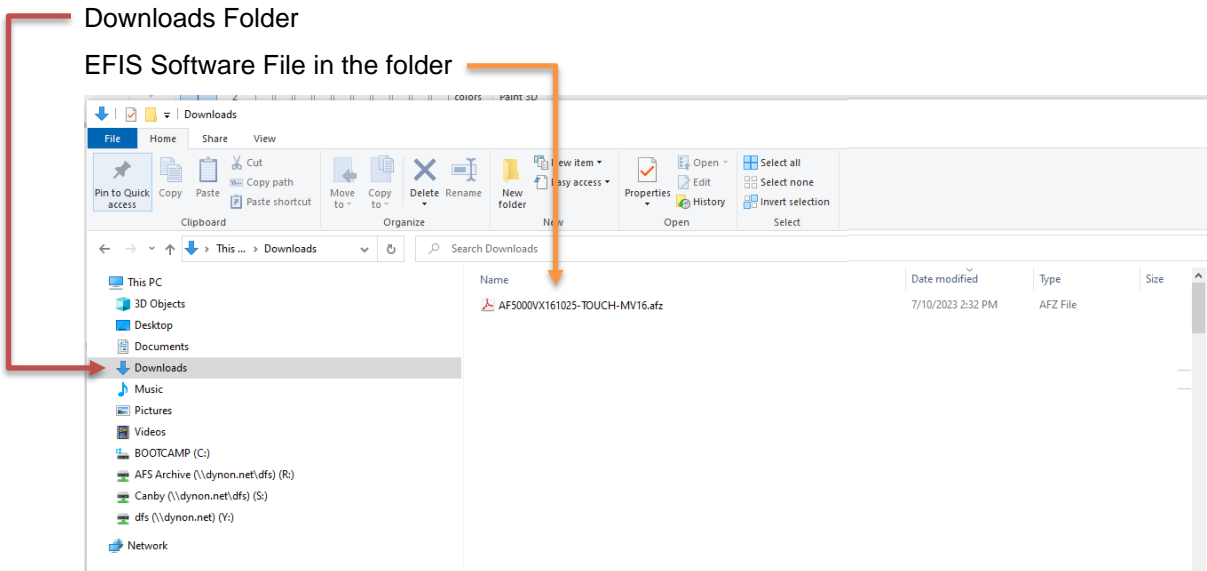 Downloads Folder
EFIS Software File in the folder
colors Paint 3D
Downloads
File Home Share View
Pin to Quick access
Copy
Paste
Cut
Copy path
Paste shortcut
Clipboard
Move to
Copy to
Delete
Rename
Organize
New folder
New item
Easy access
New
Properties
Open
Edit
History
Open
Select all
Select none
Invert selection
Select
This ... > Downloads
Search Downloads
Name Date modified Type Size
AF5000VX161025-TOUCH-MV16.afz 7/10/2023 2:32 PM AFZ File
This PC
3D Objects
Desktop
Documents
Downloads
Music
Pictures
Videos
BOOTCAMP (C:)
AFS Archive (\\dynon.net\dfs) (R:)
Canby (\\dynon.net\dfs) (S:)
dfs (\\dynon.net) (Y:)
Network